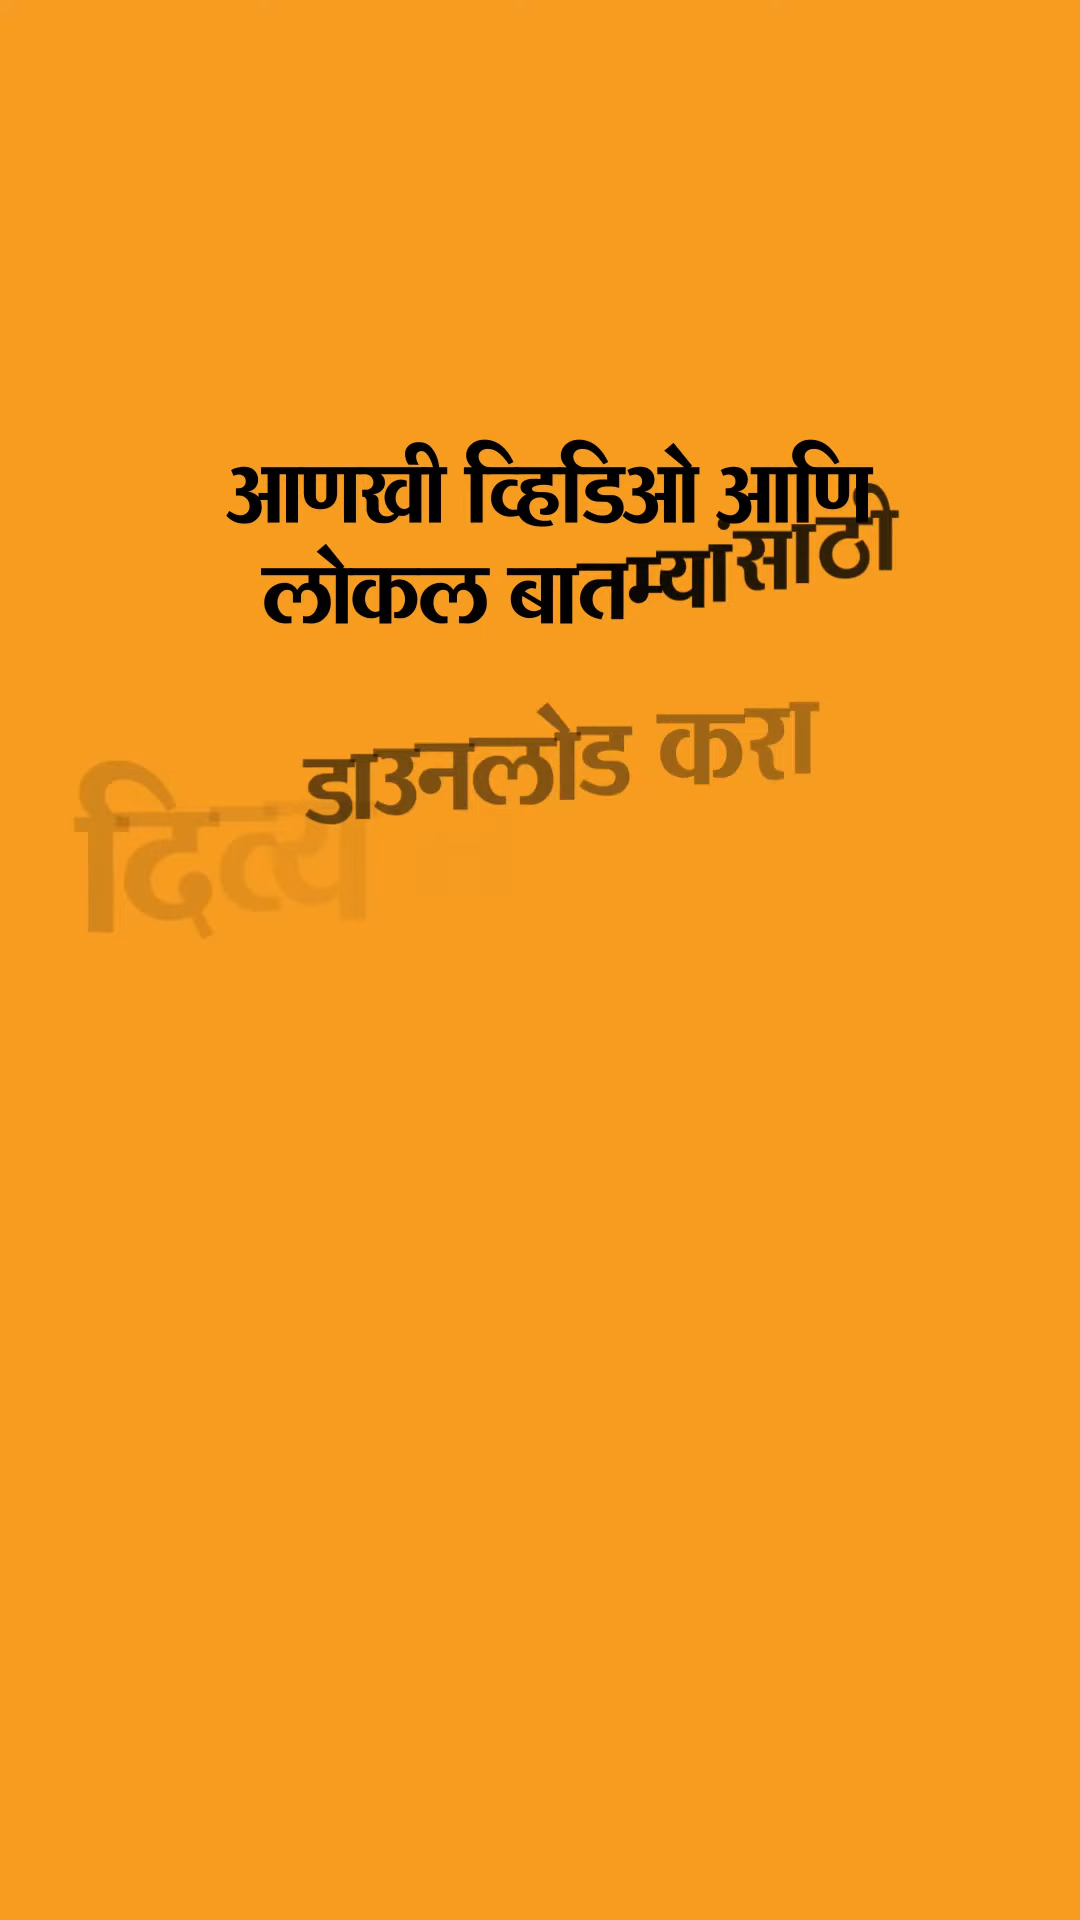 आणखी व्हिडिओ आणि
लोकल बातम्यांसाठी
डाउनलोड करा
दिव्य